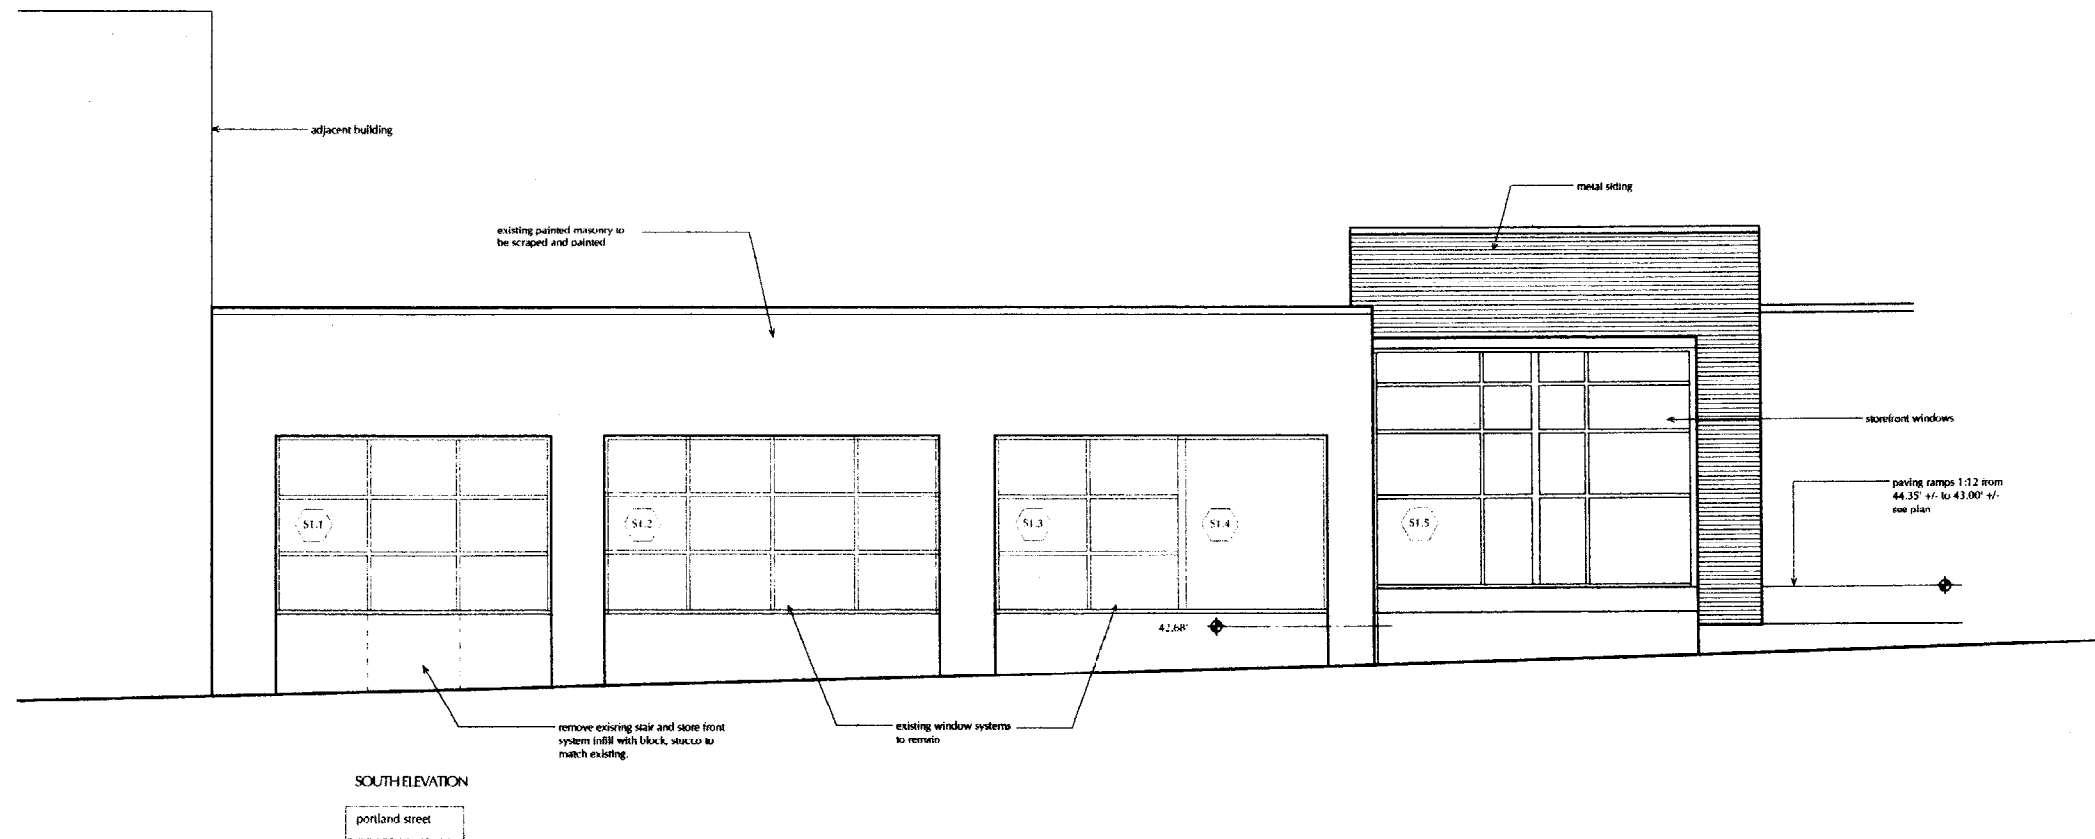 adjacent building
metal siding
existing painted masonry to
be scraped and painted
storefront windows
paving ramps 1:12 from
44.35' +/- to 43.00' +/-
see plan
S1.1
S1.2
S1.3
S1.4
S1.5
42.68'
remove existing stair and store front
system infill with block, stucco to
match existing.
existing window systems
to remain
SOUTH ELEVATION
portland street